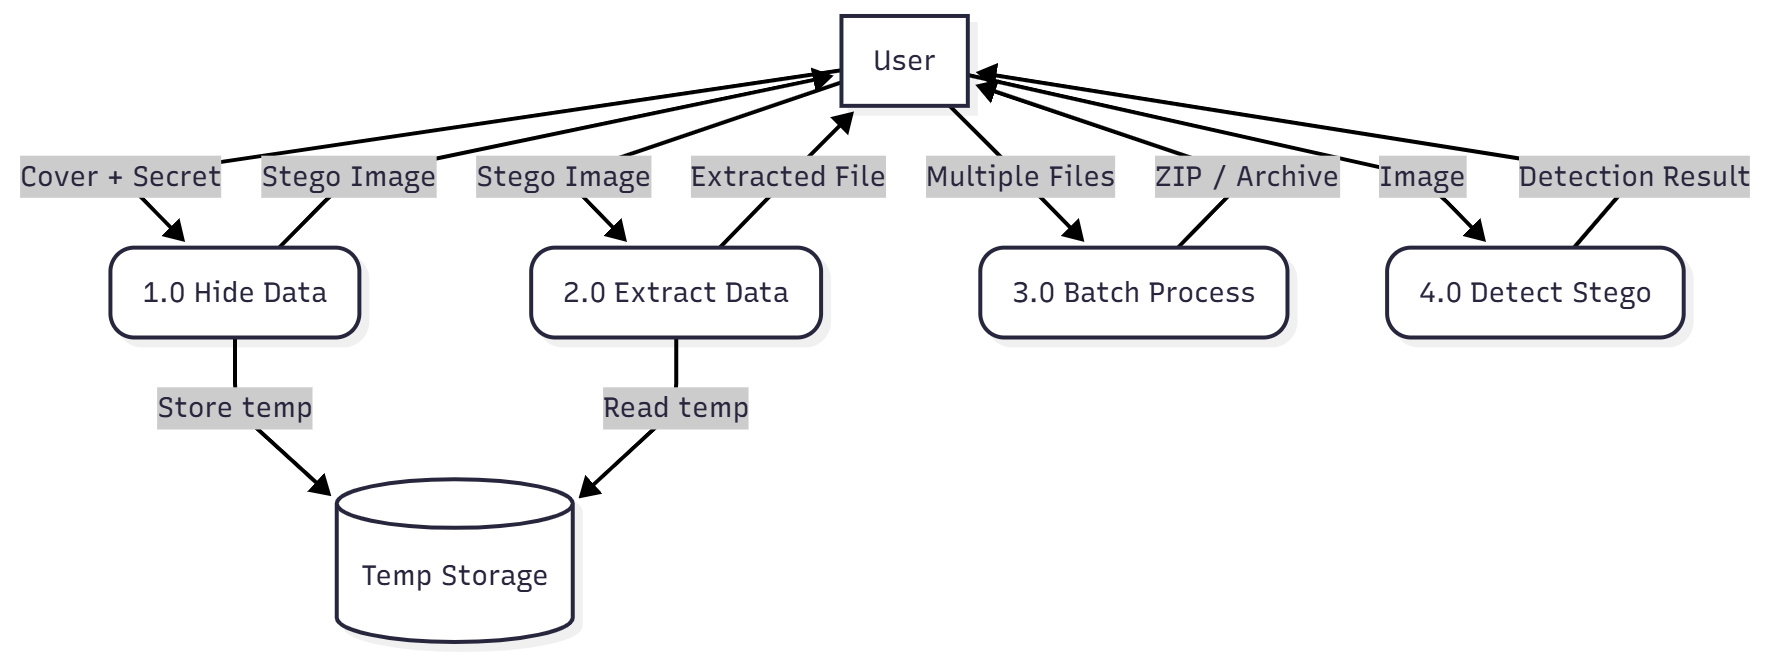 User
Cover + Secret
Stego Image
Stego Image
Extracted File
Multiple Files
ZIP / Archive
Image
Detection Result
1.0 Hide Data
2.0 Extract Data
3.0 Batch Process
4.0 Detect Stego
Store temp
Read temp
Temp Storage